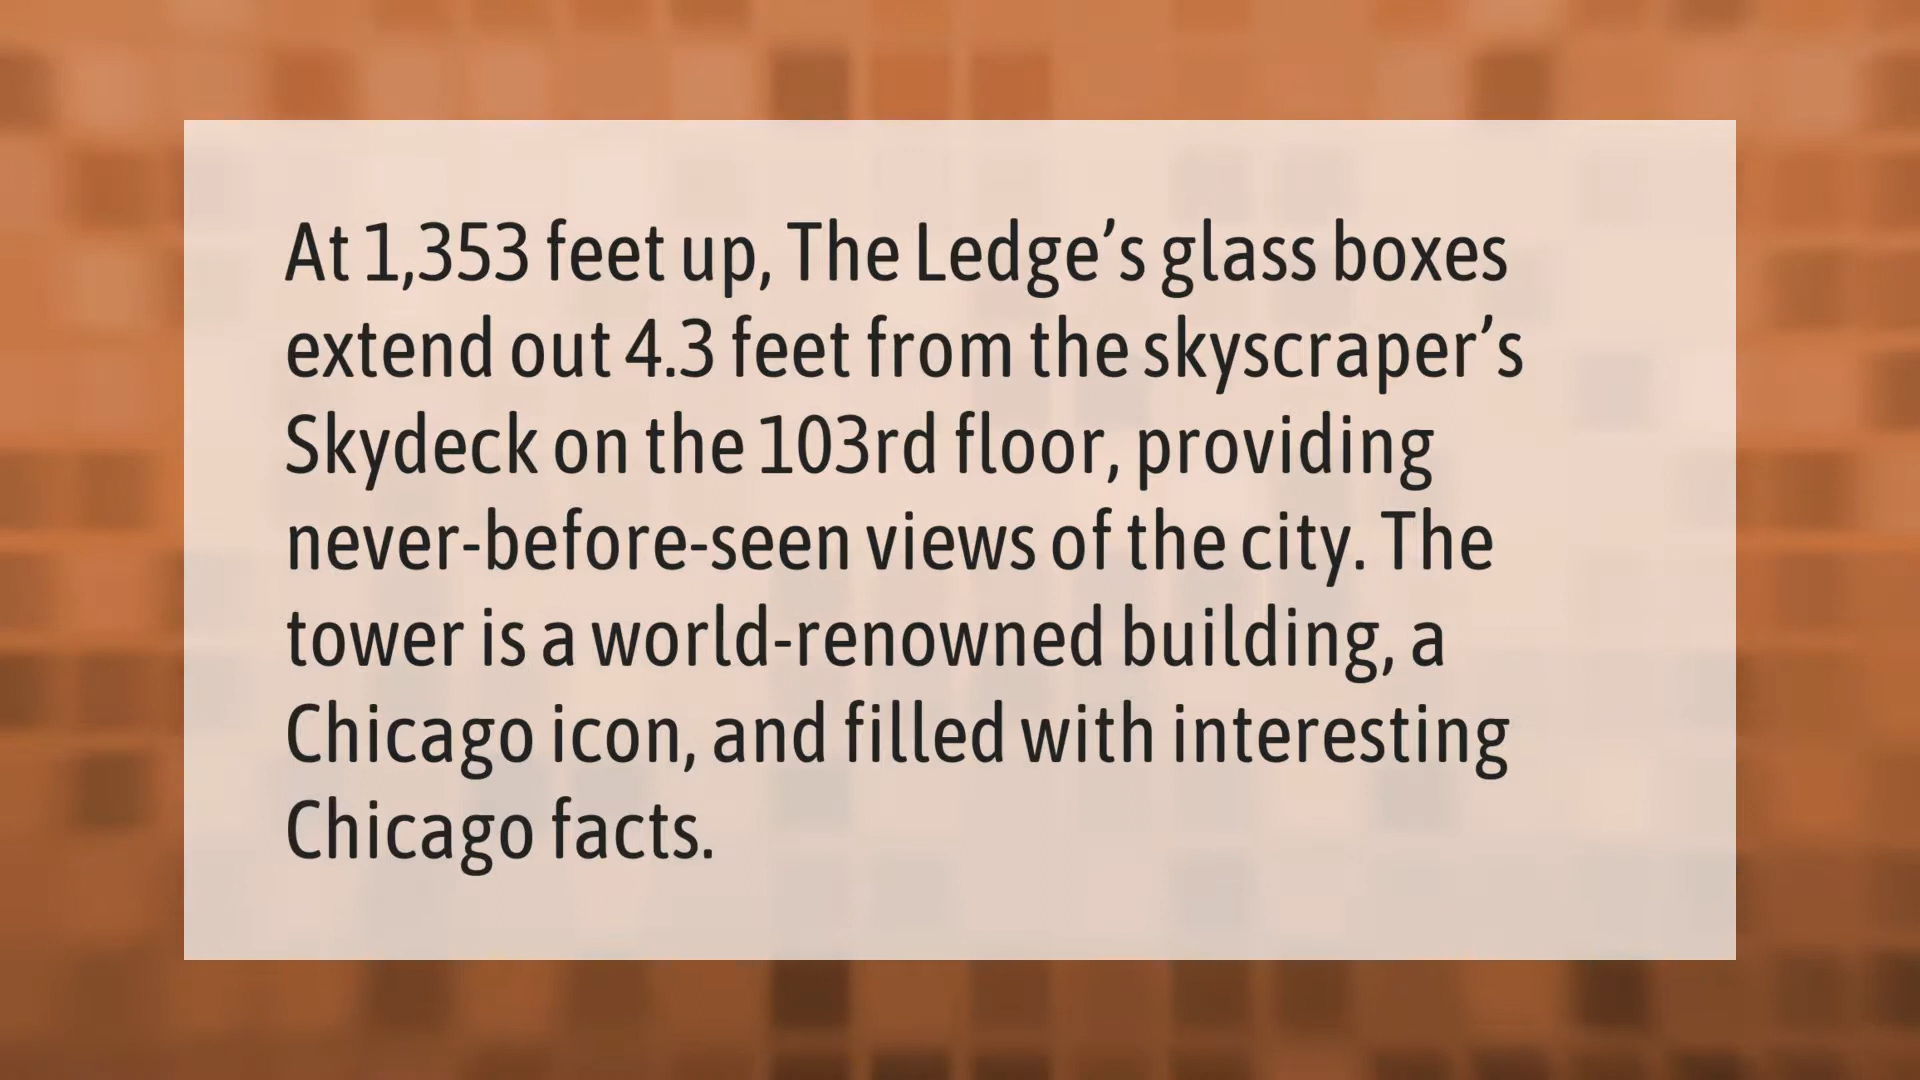 At 1,353 feet up, The Ledge’s glass boxes
extend out 4.3 feet from the skyscraper’s
Skydeck on the 103rd floor, providing
never-before-seen views of the city. The
tower is a world-renowned building, a
Chicago icon, and filled with interesting
Chicago facts.